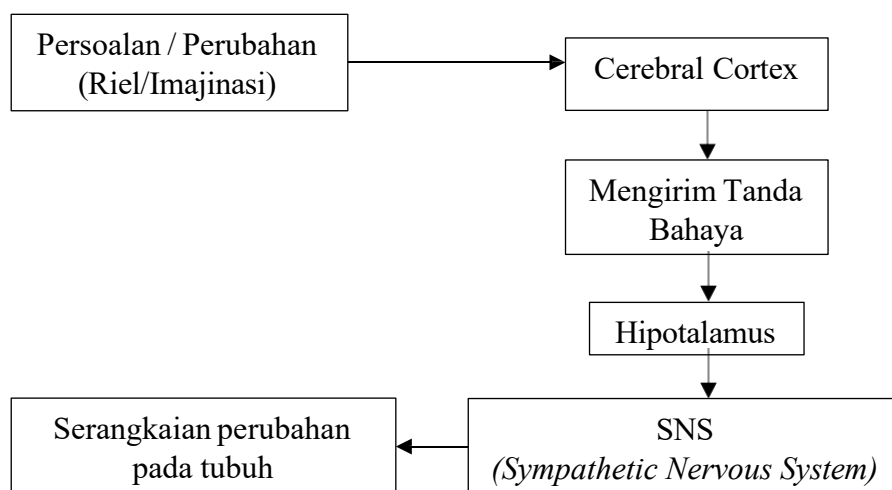 Persoalan / Perubahan
(Riel/Imajinasi)
Cerebral Cortex
Mengirim Tanda
Bahaya
Hipotalamus
SNS
(Sympathetic Nervous System)
Serangkaian perubahan
pada tubuh